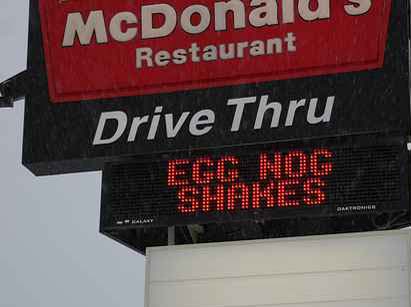 McDonald's
Restaurant
Drive Thru
EGG NOG
SHAKES
GALAXY
DAKTRONICS